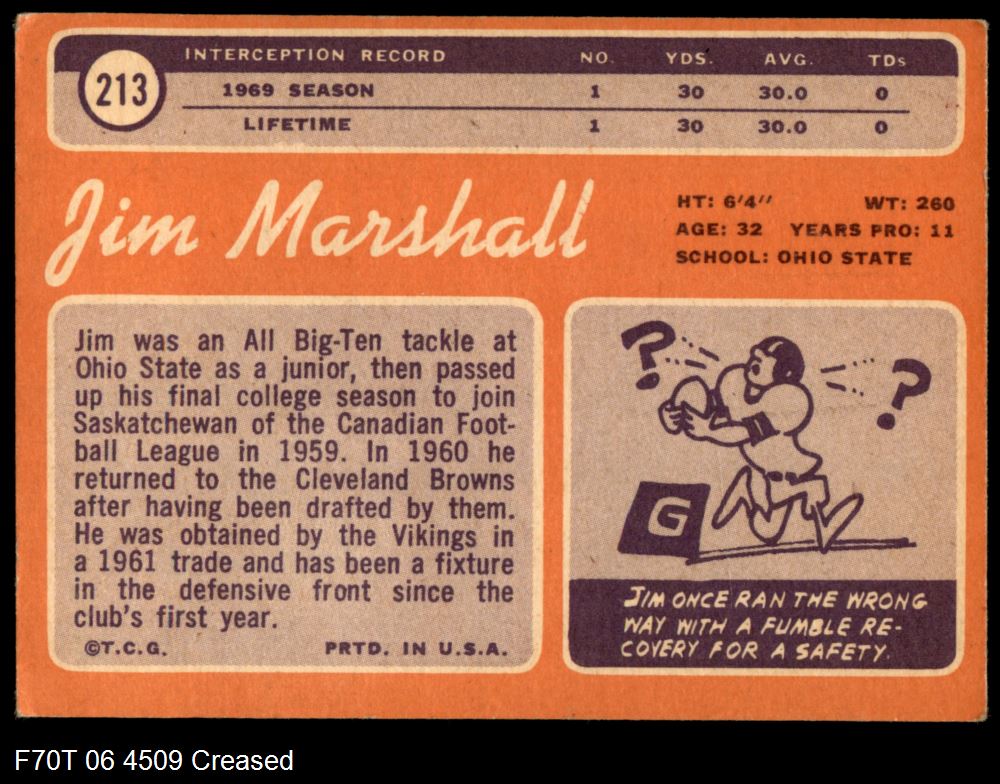 213
INTERCEPTION RECORD NO. YDS. AVG. TDs
1969 SEASON 1 30 30.0 0
LIFETIME 1 30 30.0 0
Jim Marshall
HT: 6'4" WT: 260
AGE: 32 YEARS PRO: 11
SCHOOL: OHIO STATE
Jim was an All Big-Ten tackle at
Ohio State as a junior, then passed
up his final college season to join
Saskatchewan of the Canadian Foot-
ball League in 1959. In 1960 he
returned to the Cleveland Browns
after having been drafted by them.
He was obtained by the Vikings in
a 1961 trade and has been a fixture
in the defensive front since the
club's first year.
©T.C.G. PRTD. IN U.S.A.
? ?
G
JIM ONCE RAN THE WRONG
WAY WITH A FUMBLE RE-
COVERY FOR A SAFETY.
F70T 06 4509 Creased